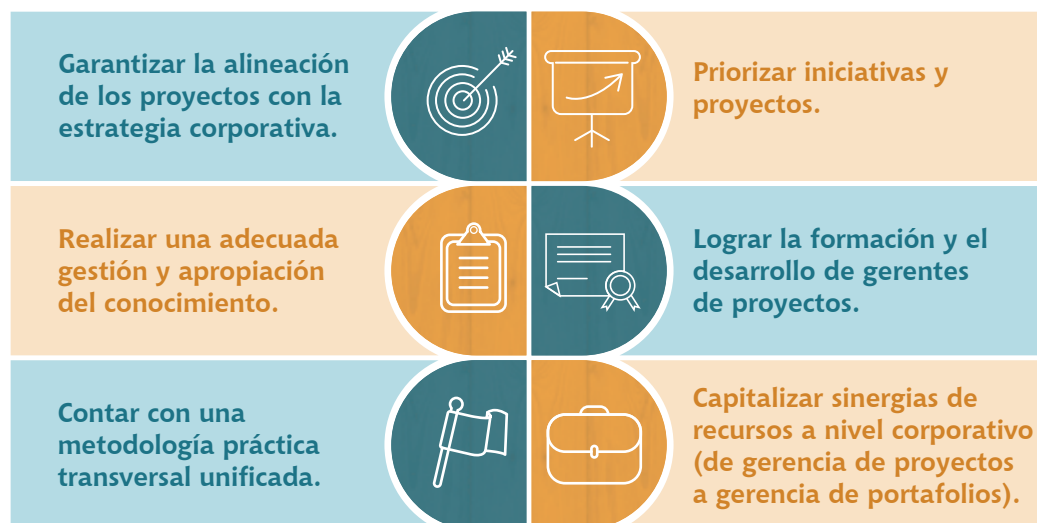 Garantizar la alineación
de los proyectos con la
estrategia corporativa.
Priorizar iniciativas y
proyectos.
Realizar una adecuada
gestión y apropiación
del conocimiento.
Lograr la formación y el
desarrollo de gerentes
de proyectos.
Contar con una
metodología práctica
transversal unificada.
Capitalizar sinergias de
recursos a nivel corporativo
(de gerencia de proyectos
a gerencia de portafolios).